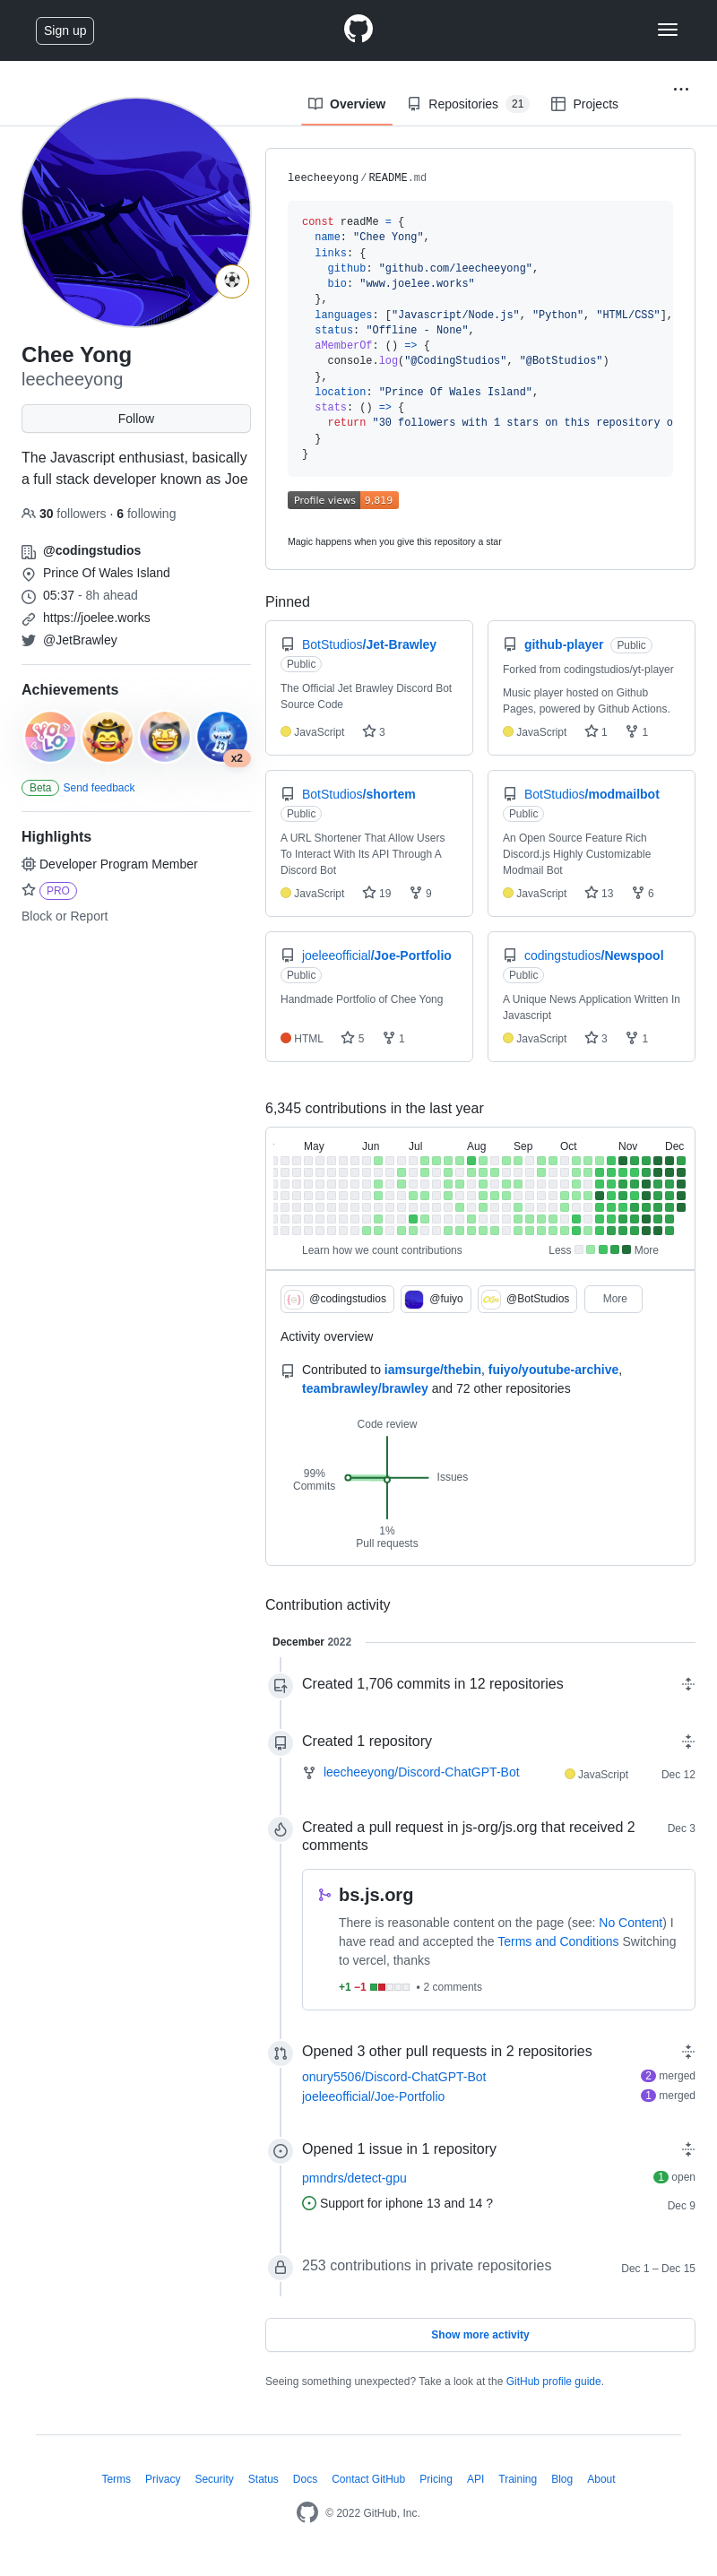 Sign up
Overview
Repositories 21
Projects
Chee Yong
leecheeyong
Follow
The Javascript enthusiast, basically
a full stack developer known as Joe
30 followers · 6 following
@codingstudios
Prince Of Wales Island
05:37 - 8h ahead
https://joelee.works
@JetBrawley
Achievements
YOLO
x2
Beta Send feedback
Highlights
Developer Program Member
PRO
Block or Report
leecheeyong/README.md
const readMe = {
name: "Chee Yong",
links: {
github: "github.com/leecheeyong",
bio: "www.joelee.works"
},
languages: ["Javascript/Node.js", "Python", "HTML/CSS"],
status: "Offline - None",
aMemberOf: () => {
console.log("@CodingStudios", "@BotStudios")
},
location: "Prince Of Wales Island",
stats: () => {
return "30 followers with 1 stars on this repository o
}
}
Profile views 9,819
Magic happens when you give this repository a star
Pinned
BotStudios/Jet-Brawley
Public
The Official Jet Brawley Discord Bot
Source Code
JavaScript 3
github-player Public
Forked from codingstudios/yt-player
Music player hosted on Github
Pages, powered by Github Actions.
JavaScript 1 1
BotStudios/shortem
Public
A URL Shortener That Allow Users
To Interact With Its API Through A
Discord Bot
JavaScript 19 9
BotStudios/modmailbot
Public
An Open Source Feature Rich
Discord.js Highly Customizable
Modmail Bot
JavaScript 13 6
joeleeofficial/Joe-Portfolio
Public
Handmade Portfolio of Chee Yong
HTML 5 1
codingstudios/Newspool
Public
A Unique News Application Written In
Javascript
JavaScript 3 1
6,345 contributions in the last year
May Jun Jul Aug Sep Oct Nov Dec
Learn how we count contributions
Less More
@codingstudios @fuiyo @BotStudios More
Activity overview
Contributed to iamsurge/thebin, fuiyo/youtube-archive,
teambrawley/brawley and 72 other repositories
Code review
99%
Commits
Issues
1%
Pull requests
Contribution activity
December 2022
Created 1,706 commits in 12 repositories
Created 1 repository
leecheeyong/Discord-ChatGPT-Bot JavaScript Dec 12
Created a pull request in js-org/js.org that received 2 Dec 3
comments
bs.js.org
There is reasonable content on the page (see: No Content) I
have read and accepted the Terms and Conditions Switching
to vercel, thanks
+1 −1 • 2 comments
Opened 3 other pull requests in 2 repositories
onury5506/Discord-ChatGPT-Bot 2 merged
joeleeofficial/Joe-Portfolio 1 merged
Opened 1 issue in 1 repository
pmndrs/detect-gpu 1 open
Support for iphone 13 and 14 ? Dec 9
253 contributions in private repositories Dec 1 – Dec 15
Show more activity
Seeing something unexpected? Take a look at the GitHub profile guide.
Terms Privacy Security Status Docs Contact GitHub Pricing API Training Blog About
© 2022 GitHub, Inc.